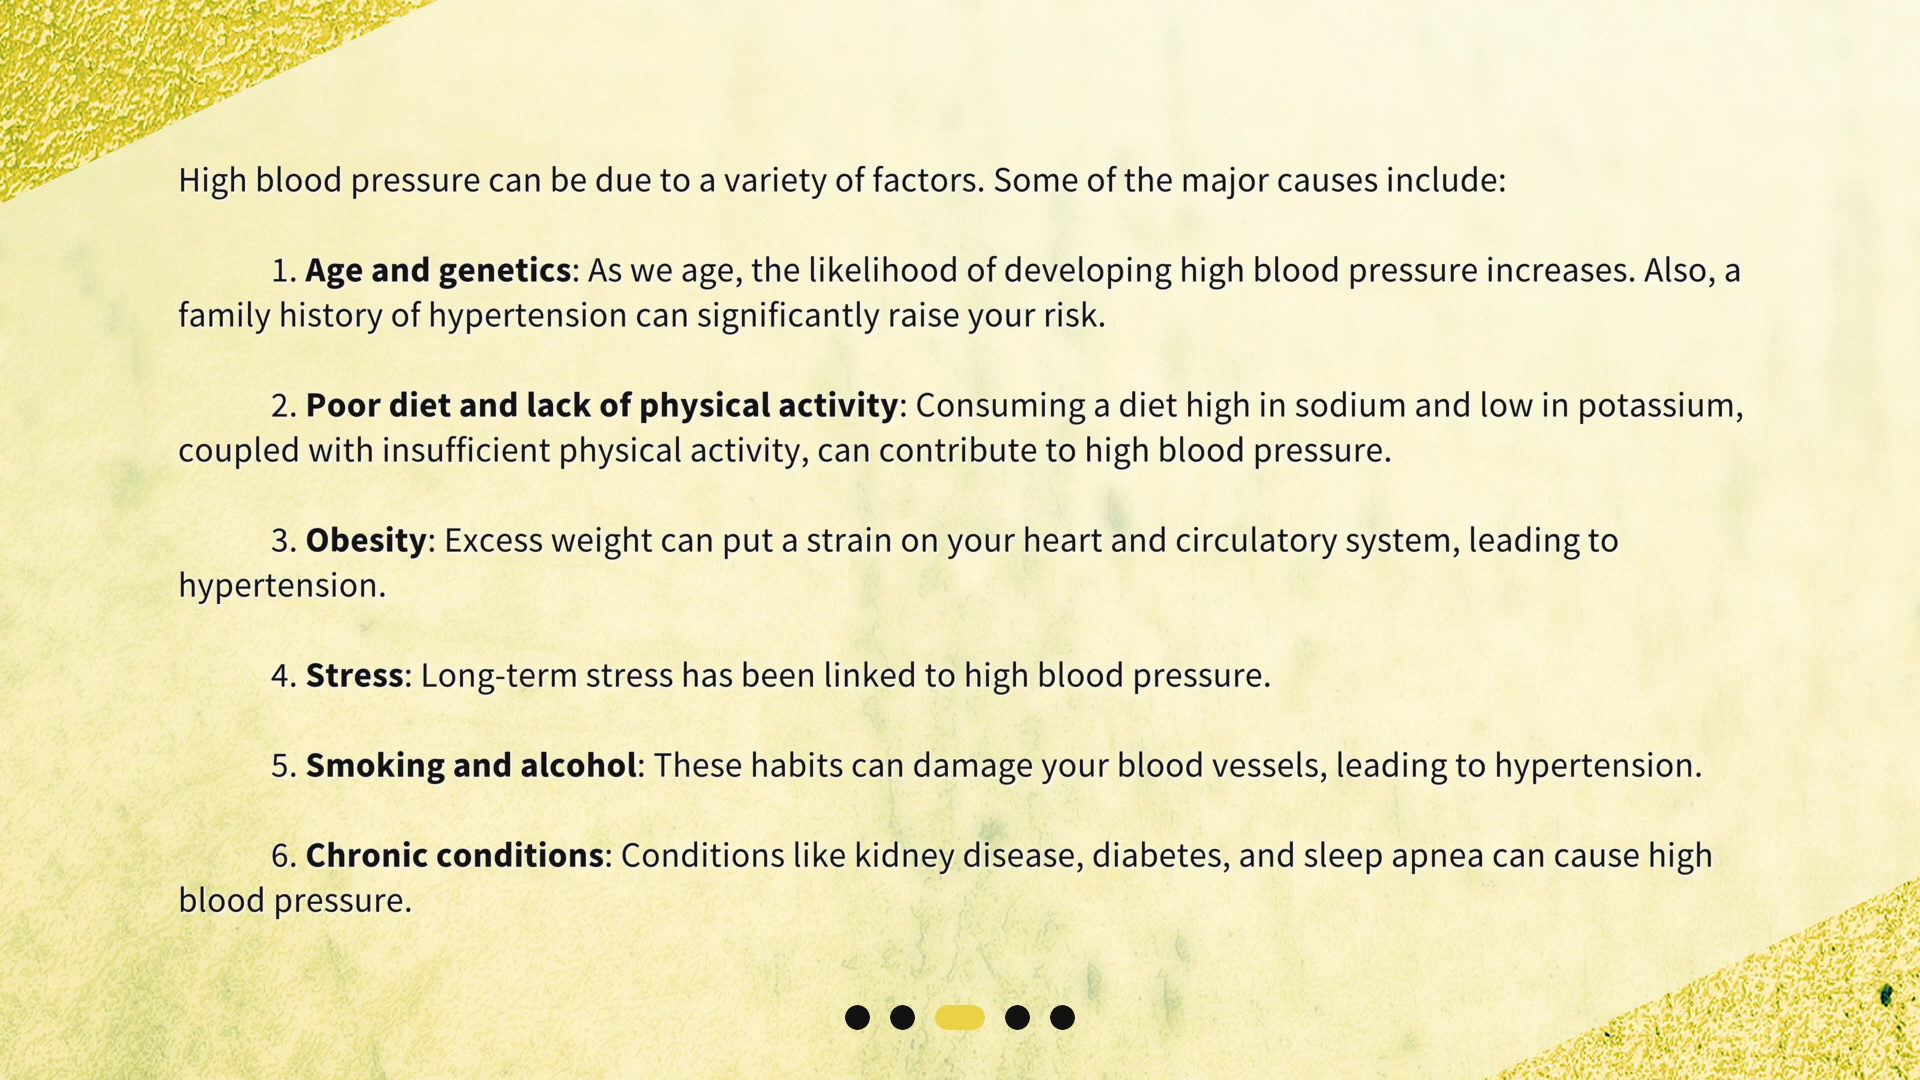 High blood pressure can be due to a variety of factors. Some of the major causes include:
1. Age and genetics: As we age, the likelihood of developing high blood pressure increases. Also, a
family history of hypertension can significantly raise your risk.
2. Poor diet and lack of physical activity: Consuming a diet high in sodium and low in potassium,
coupled with insufficient physical activity, can contribute to high blood pressure.
3. Obesity: Excess weight can put a strain on your heart and circulatory system, leading to
hypertension.
4. Stress: Long-term stress has been linked to high blood pressure.
5. Smoking and alcohol: These habits can damage your blood vessels, leading to hypertension.
6. Chronic conditions: Conditions like kidney disease, diabetes, and sleep apnea can cause high
blood pressure.